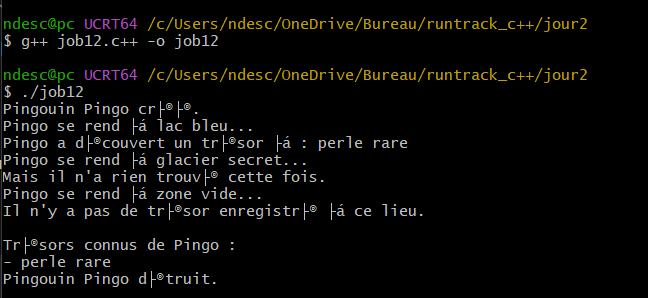 ndesc@pc UCRT64 /c/Users/ndesc/OneDrive/Bureau/runtrack_c++/jour2
$ g++ job12.c++ -o job12
ndesc@pc UCRT64 /c/Users/ndesc/OneDrive/Bureau/runtrack_c++/jour2
$ ./job12
Pingouin Pingo cr├®├®.
Pingo se rend ├á lac bleu...
Pingo a d├®couvert un tr├®sor ├á : perle rare
Pingo se rend ├á glacier secret...
Mais il n'a rien trouv├® cette fois.
Pingo se rend ├á zone vide...
Il n'y a pas de tr├®sor enregistr├® ├á ce lieu.
Tr├®sors connus de Pingo :
- perle rare
Pingouin Pingo d├®truit.